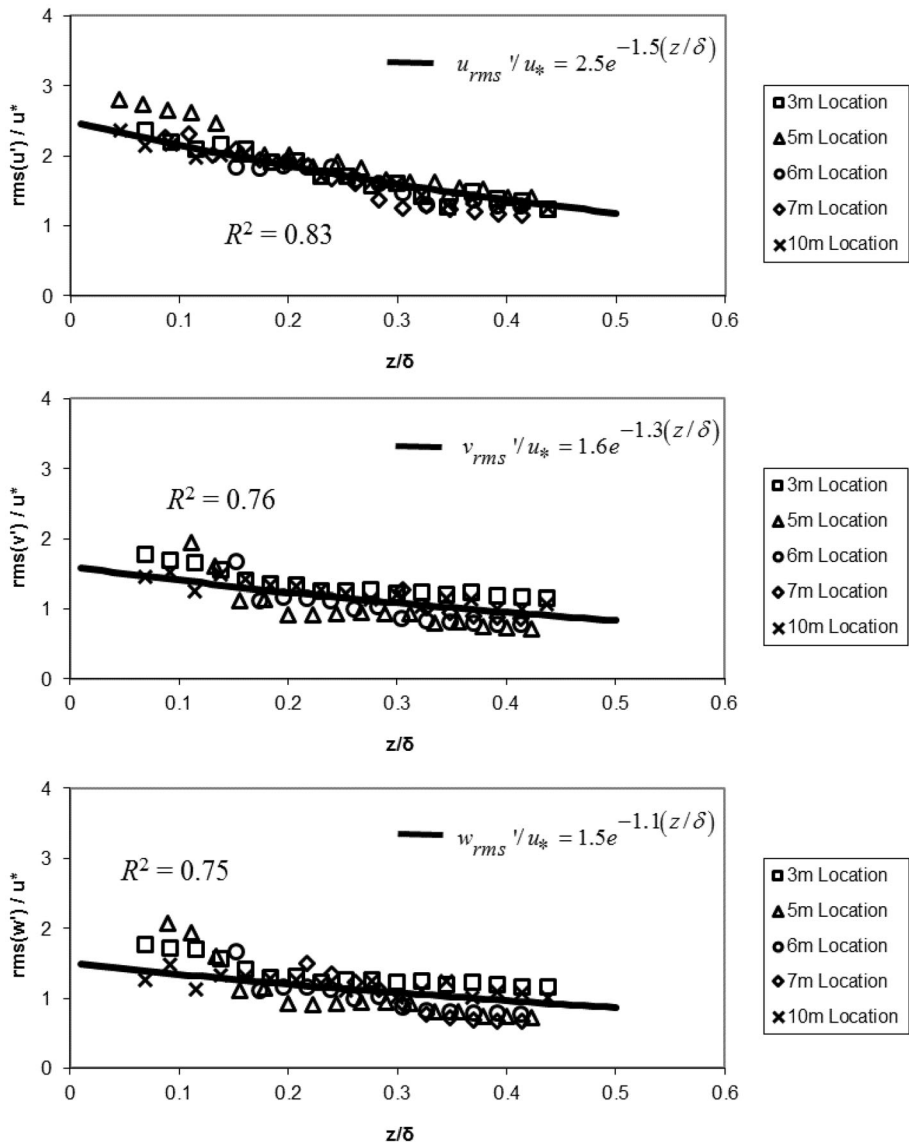 4
u_rms '/u_* = 2.5e^−1.5(z/δ)
3
rms(u') / u*
2
1
R² = 0.83
0
0 0.1 0.2 0.3 0.4 0.5 0.6
z/δ
3m Location
5m Location
6m Location
7m Location
10m Location
4
v_rms '/u_* = 1.6e^−1.3(z/δ)
3
rms(v') / u*
R² = 0.76
2
1
0
0 0.1 0.2 0.3 0.4 0.5 0.6
z/δ
3m Location
5m Location
6m Location
7m Location
10m Location
4
w_rms '/u_* = 1.5e^−1.1(z/δ)
3
rms(w') / u*
R² = 0.75
2
1
0
0 0.1 0.2 0.3 0.4 0.5 0.6
z/δ
3m Location
5m Location
6m Location
7m Location
10m Location